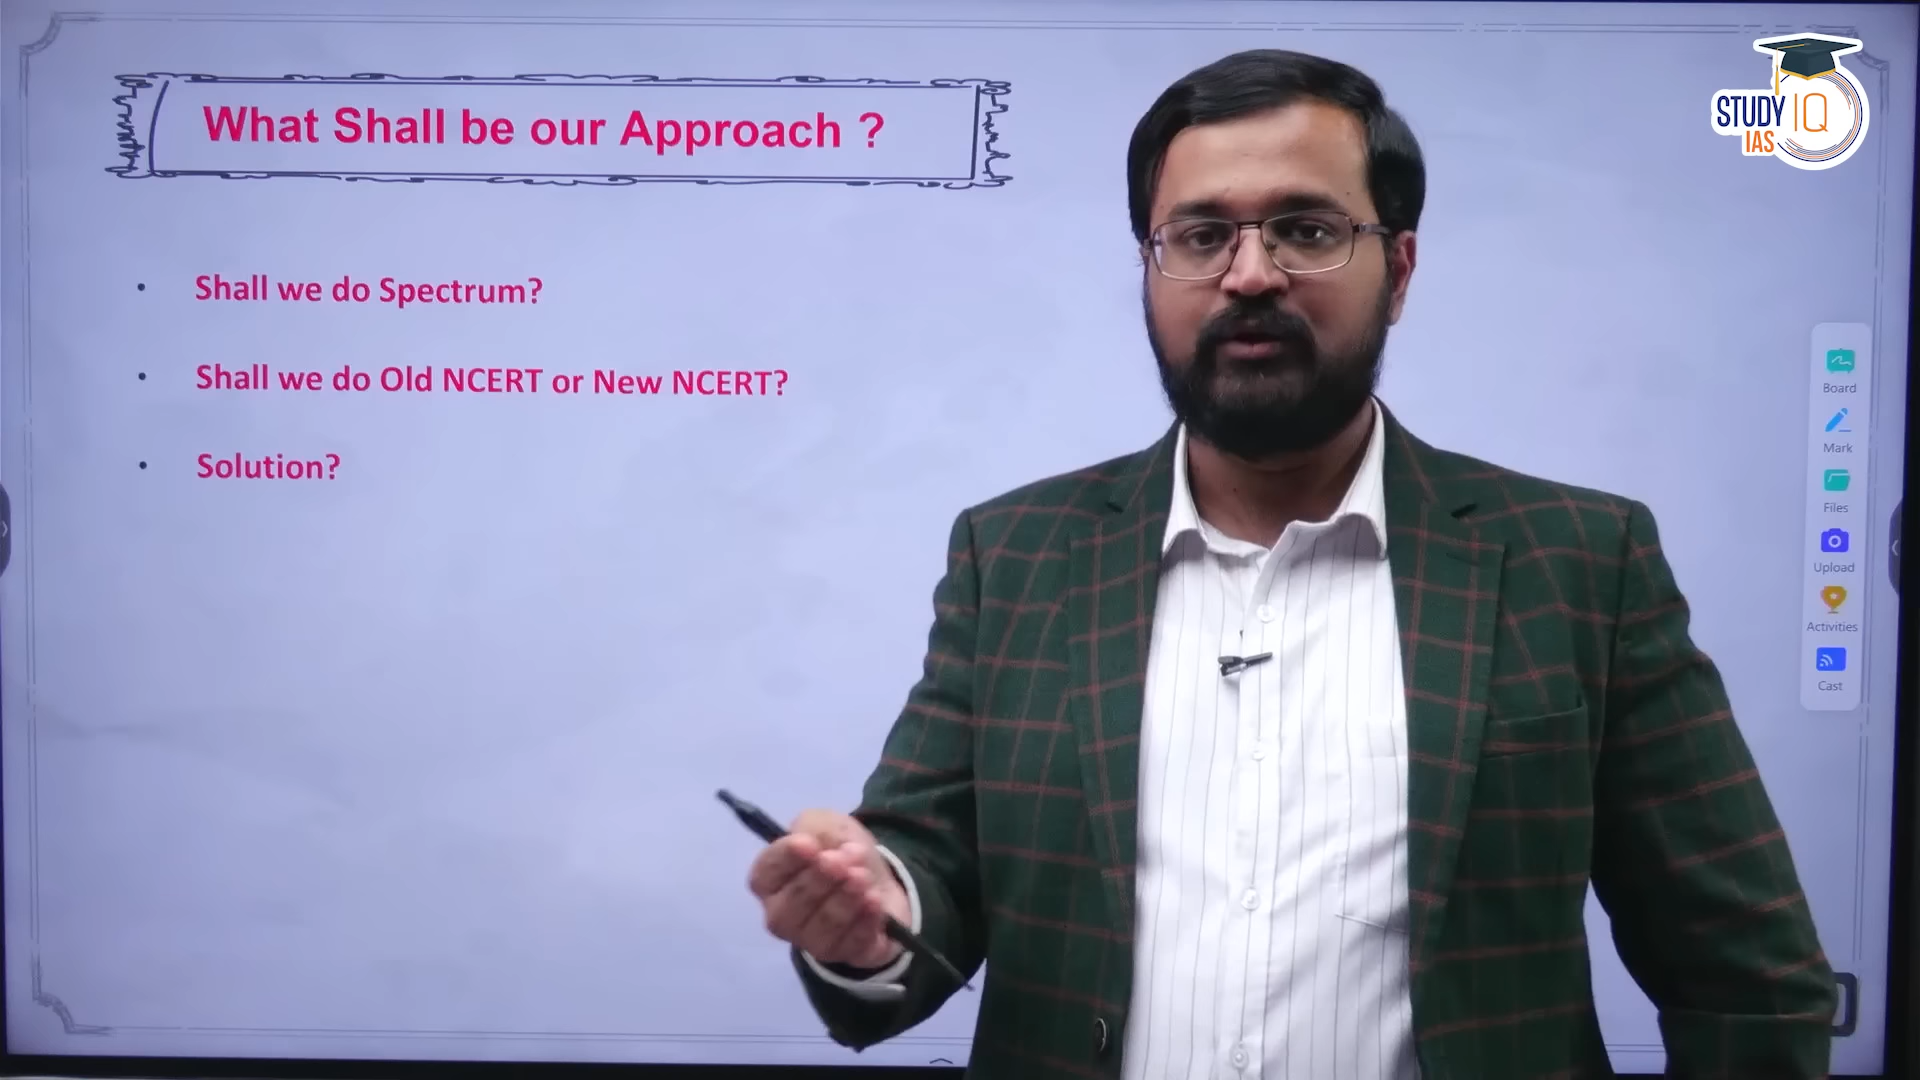 What Shall be our Approach ?
• Shall we do Spectrum?
• Shall we do Old NCERT or New NCERT?
• Solution?
STUDY IQ
IAS
Board
Mark
Files
Upload
Activities
Cast